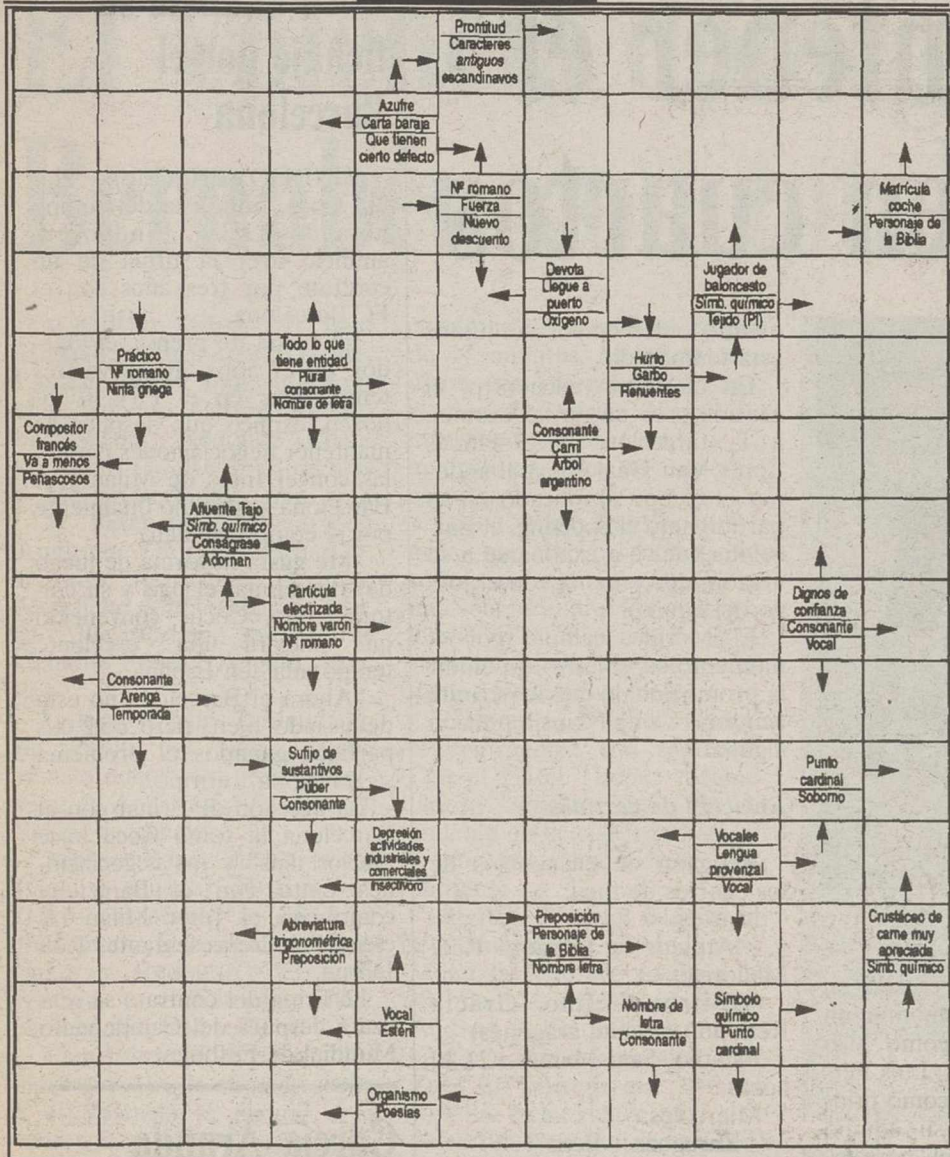 Prontitud
Caracteres
antiguos
escandinavos
Azufre
Carta baraja
Que tienen
cierto defecto
Nº romano
Fuerza
Nuevo
descuento
Matrícula
coche
Personaje de
la Biblia
Devota
Llegue a
puerto
Oxígeno
Jugador de
baloncesto
Simb. químico
Tejido (Pl)
Práctico
Nº romano
Ninfa griega
Todo lo que
tiene entidad
Plural
consonante
Nombre de letra
Hurto
Garbo
Renuentes
Compositor
francés
Va a menos
Peñascosos
Consonante
Carril
Árbol
argentino
Afluente Tajo
Simb. químico
Conságrase
Adornan
Partícula
electrizada
Nombre varón
Nº romano
Dignos de
confianza
Consonante
Vocal
Consonante
Arenga
Temporada
Sufijo de
sustantivos
Púber
Consonante
Punto
cardinal
Soborno
Depresión
actividades
industriales y
comerciales
Insectívoro
Vocales
Lengua
provenzal
Vocal
Abreviatura
trigonométrica
Preposición
Preposición
Personaje de
la Biblia
Nombre letra
Crustáceo de
carne muy
apreciada
Simb. químico
Vocal
Estéril
Nombre de
letra
Consonante
Símbolo
químico
Punto
cardinal
Organismo
Poesías